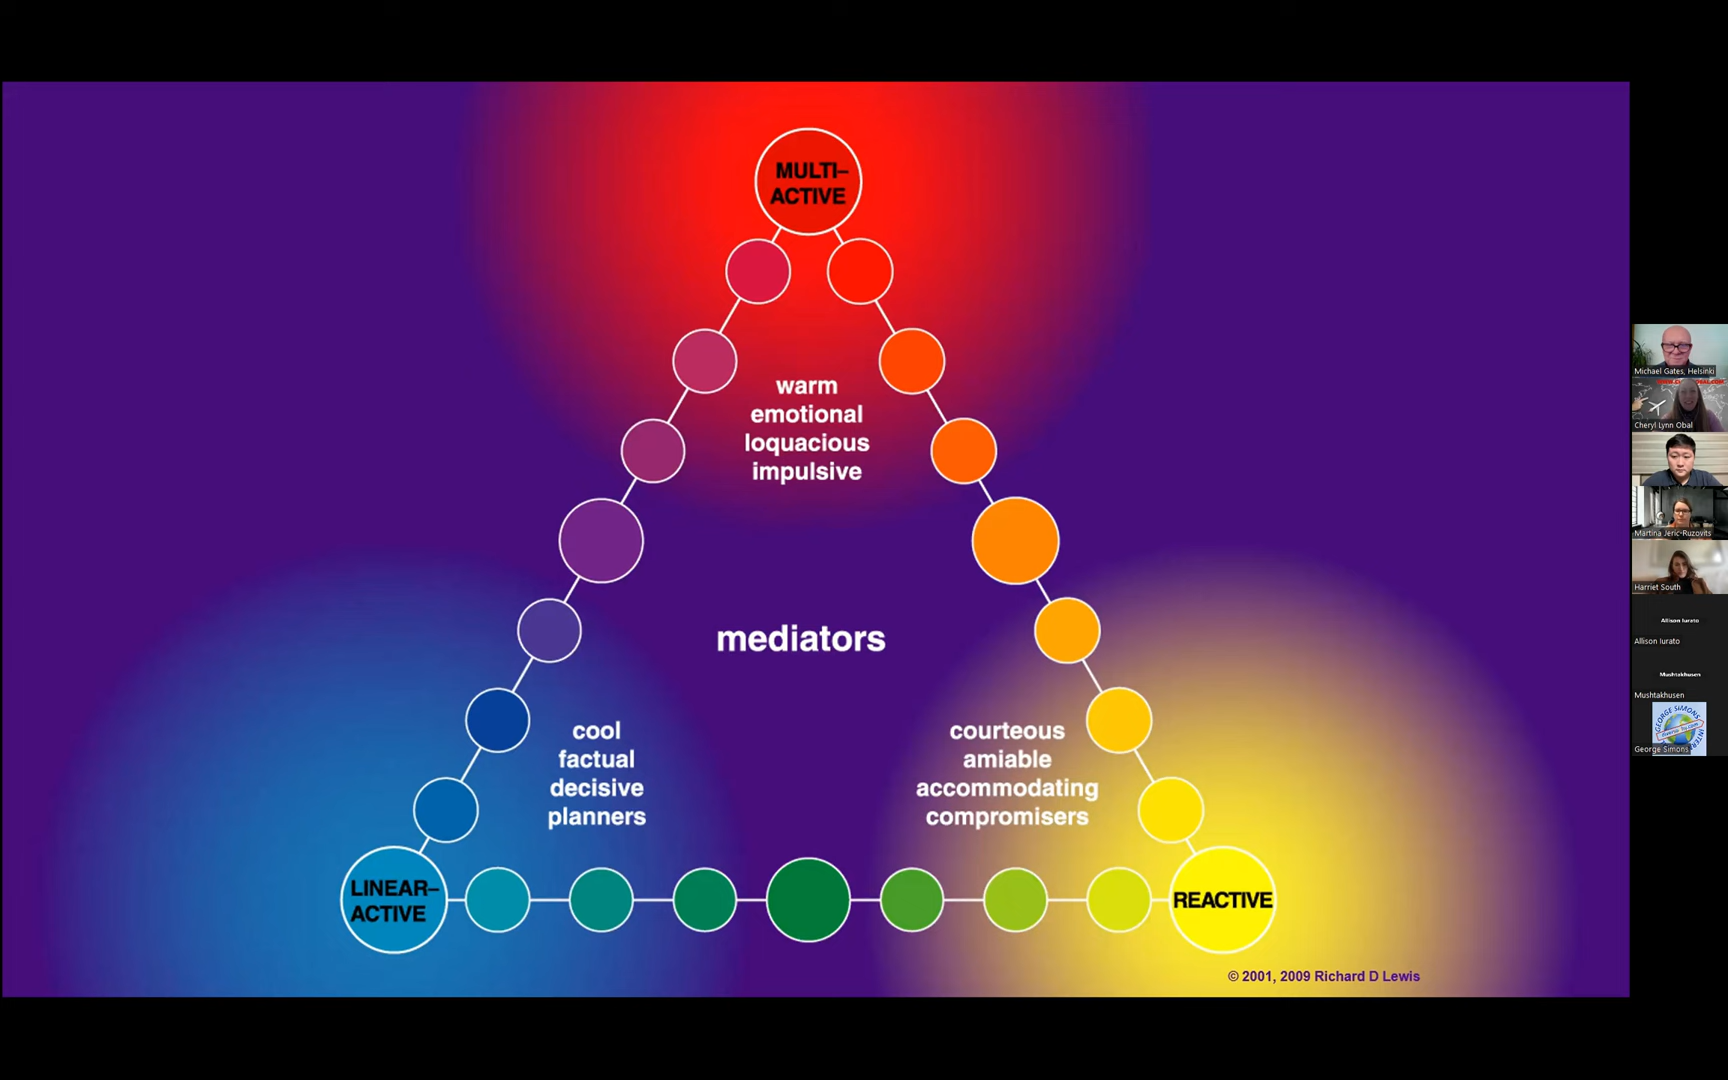 MULTI–
ACTIVE
warm
emotional
loquacious
impulsive
mediators
cool
factual
decisive
planners
courteous
amiable
accommodating
compromisers
LINEAR–
ACTIVE
REACTIVE
© 2001, 2009 Richard D Lewis
Michael Gates, Helsinki
Cheryl Lynn Obal
Martina Jeric-Ruzovits
Harriet South
Allison Iurato
Allison Iurato
Mushtakhusen
Mushtakhusen
GEORGE SIMONS
George Simons